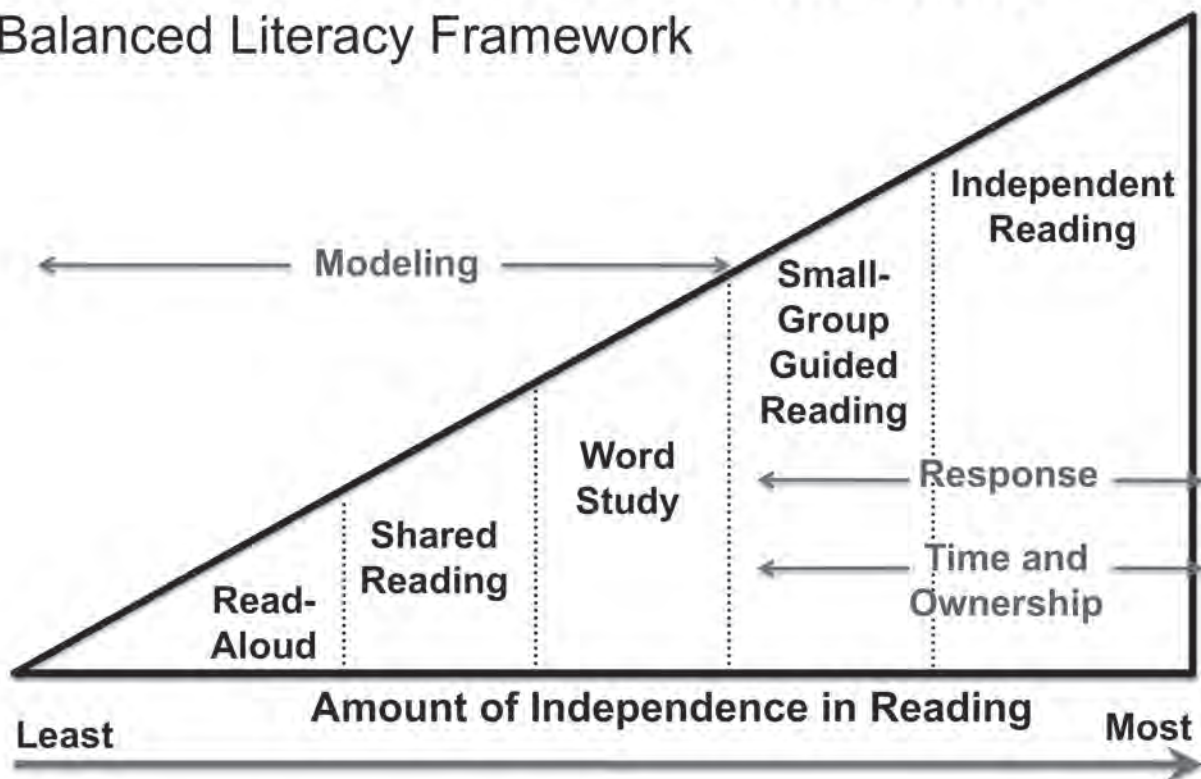 Balanced Literacy Framework
Independent
Reading
Modeling
Small-
Group
Guided
Reading
Word
Study
Response
Shared
Reading
Time and
Ownership
Read-
Aloud
Amount of Independence in Reading
Least
Most